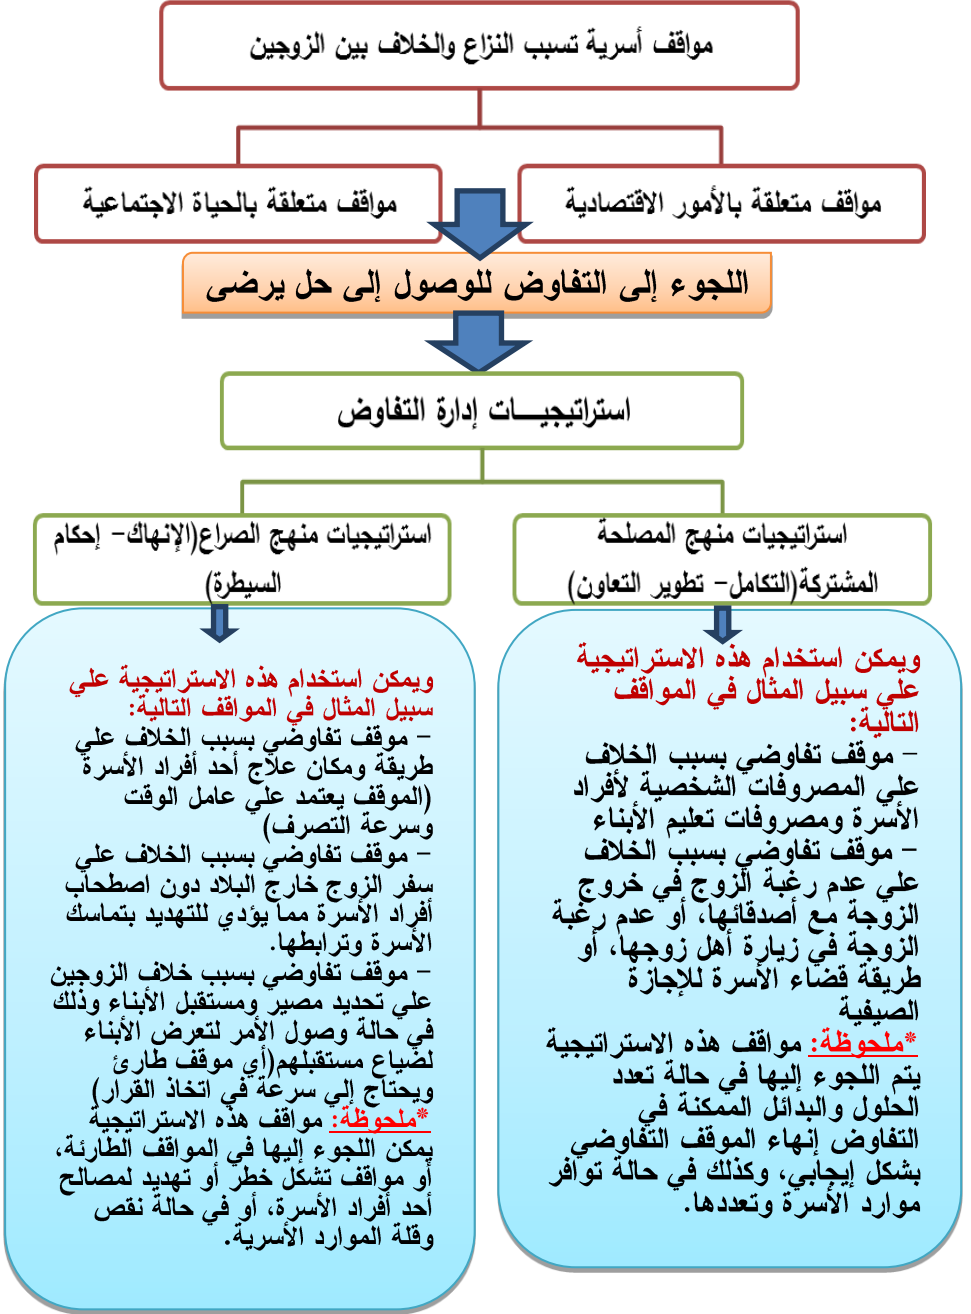 مواقف أسرية تسبب النزاع والخلاف بين الزوجين
مواقف متعلقة بالأمور الاقتصادية
مواقف متعلقة بالحياة الاجتماعية
اللجوء إلى التفاوض للوصول إلى حل يرضى
استراتيجيـــات إدارة التفاوض
استراتيجيات منهج المصلحة
المشتركة(التكامل- تطوير التعاون)
ويمكن استخدام هذه الاستراتيجية
علي سبيل المثال في المواقف
التالية:
- موقف تفاوضي بسبب الخلاف
علي المصروفات الشخصية لأفراد
الأسرة ومصروفات تعليم الأبناء
- موقف تفاوضي بسبب الخلاف
علي عدم رغبة الزوج في خروج
الزوجة مع أصدقائها، أو عدم رغبة
الزوجة في زيارة أهل زوجها، أو
طريقة قضاء الأسرة للإجازة
الصيفية
*ملحوظة: مواقف هذه الاستراتيجية
يتم اللجوء إليها في حالة تعدد
الحلول والبدائل الممكنة في
التفاوض إنهاء الموقف التفاوضي
بشكل إيجابي، وكذلك في حالة توافر
موارد الأسرة وتعددها.
استراتيجيات منهج الصراع(الإنهاك- إحكام
السيطرة)
ويمكن استخدام هذه الاستراتيجية علي
سبيل المثال في المواقف التالية:
- موقف تفاوضي بسبب الخلاف علي
طريقة ومكان علاج أحد أفراد الأسرة
(الموقف يعتمد علي عامل الوقت
وسرعة التصرف)
- موقف تفاوضي بسبب الخلاف علي
سفر الزوج خارج البلاد دون اصطحاب
أفراد الأسرة مما يؤدي للتهديد بتماسك
الأسرة وترابطها.
- موقف تفاوضي بسبب خلاف الزوجين
علي تحديد مصير ومستقبل الأبناء وذلك
في حالة وصول الأمر لتعرض الأبناء
لضياع مستقبلهم(أي موقف طارئ
ويحتاج إلي سرعة في اتخاذ القرار)
*ملحوظة: مواقف هذه الاستراتيجية
يمكن اللجوء إليها في المواقف الطارئة،
أو مواقف تشكل خطر أو تهديد لمصالح
أحد أفراد الأسرة، أو في حالة نقص
وقلة الموارد الأسرية.